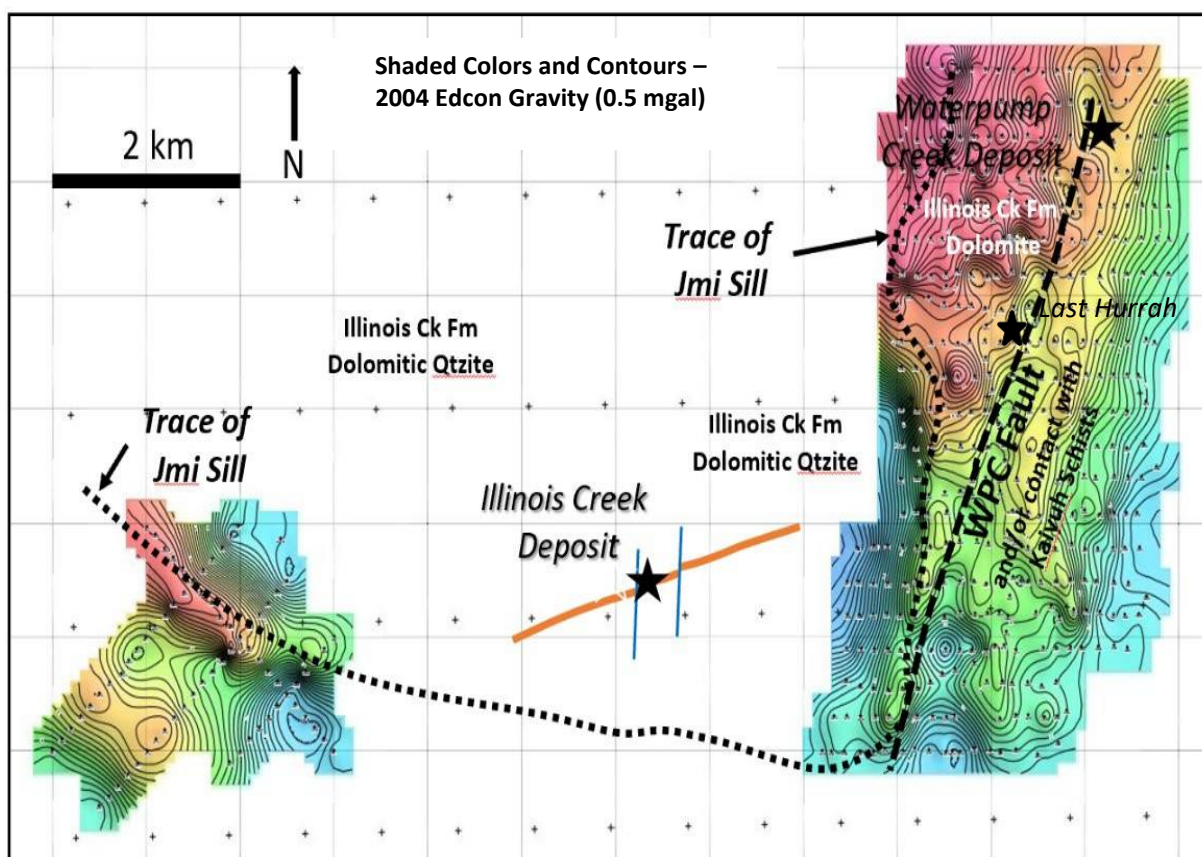 Shaded Colors and Contours –
2004 Edcon Gravity (0.5 mgal)
2 km
N
Waterpump
Creek Deposit
Illinois Ck Fm
Dolomite
Trace of
Jmi Sill
Last Hurrah
Illinois Ck Fm
Dolomitic Qtzite
Trace of
Jmi Sill
Illinois Ck Fm
Dolomitic Qtzite
Illinois Creek
Deposit
WPC Fault
and/or contact with
Kaiyuh Schists